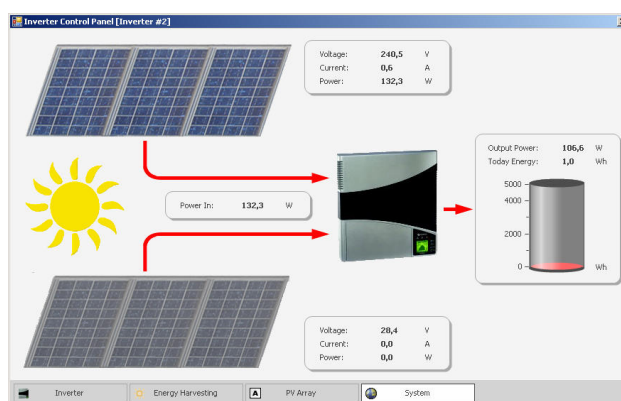 Inverter Control Panel [Inverter #2]
Voltage: 240,5 V
Current: 0,6 A
Power: 132,3 W
Power In: 132,3 W
Output Power: 106,6 W
Today Energy: 1,0 Wh
5000
4000
2000
0
Wh
Voltage: 28,4 V
Current: 0,0 A
Power: 0,0 W
Inverter
Energy Harvesting
A
PV Array
System